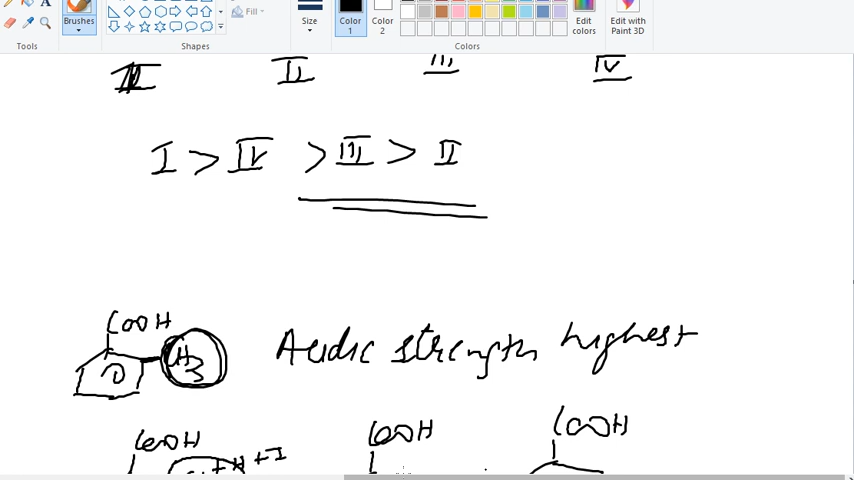 Brushes
Size
Color 1
Color 2
Edit colors
Edit with Paint 3D
Fill
Tools
Shapes
Colors
II III IV
I > IV > III > II
COOH
CH3
Acidic strength highest
COOH COOH COOH
+H +I